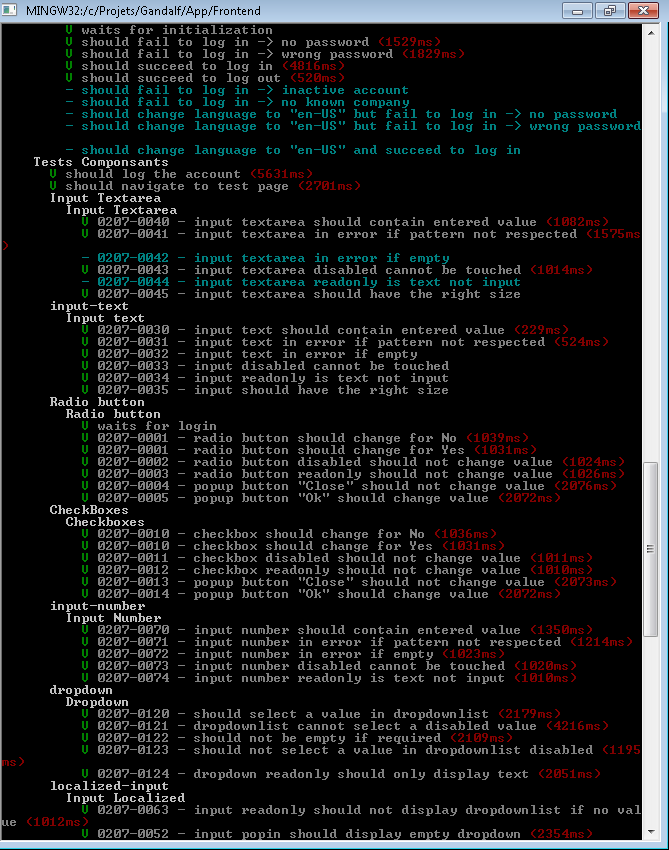 MINGW32:/c/Projets/Gandalf/App/Frontend
V waits for initialization
V should fail to log in -> no password (1529ms)
V should fail to log in -> wrong password (1829ms)
V should succeed to log in (4816ms)
V should succeed to log out (520ms)
- should fail to log in -> inactive account
- should fail to log in -> no known company
- should change language to "en-US" but fail to log in -> no password
- should change language to "en-US" but fail to log in -> wrong password
- should change language to "en-US" and succeed to log in
Tests Componsants
V should log the account (5631ms)
V should navigate to test page (2701ms)
Input Textarea
Input Textarea
V 0207-0040 - input textarea should contain entered value (1082ms)
V 0207-0041 - input textarea in error if pattern not respected (1575ms
)
- 0207-0042 - input textarea in error if empty
V 0207-0043 - input textarea disabled cannot be touched (1014ms)
- 0207-0044 - input textarea readonly is text not input
V 0207-0045 - input textarea should have the right size
input-text
Input text
V 0207-0030 - input text should contain entered value (229ms)
V 0207-0031 - input text in error if pattern not respected (524ms)
V 0207-0032 - input text in error if empty
V 0207-0033 - input disabled cannot be touched
V 0207-0034 - input readonly is text not input
V 0207-0035 - input should have the right size
Radio button
Radio button
V waits for login
V 0207-0001 - radio button should change for No (1039ms)
V 0207-0001 - radio button should change for Yes (1031ms)
V 0207-0002 - radio button disabled should not change value (1024ms)
V 0207-0003 - radio button readonly should not change value (1026ms)
V 0207-0004 - popup button "Close" should not change value (2076ms)
V 0207-0005 - popup button "Ok" should change value (2072ms)
CheckBoxes
Checkboxes
V 0207-0010 - checkbox should change for No (1036ms)
V 0207-0010 - checkbox should change for Yes (1031ms)
V 0207-0011 - checkbox disabled should not change value (1011ms)
V 0207-0012 - checkbox readonly should not change value (1010ms)
V 0207-0013 - popup button "Close" should not change value (2073ms)
V 0207-0014 - popup button "Ok" should change value (2072ms)
input-number
Input Number
V 0207-0070 - input number should contain entered value (1350ms)
V 0207-0071 - input number in error if pattern not respected (1214ms)
V 0207-0072 - input number in error if empty (1023ms)
V 0207-0073 - input number disabled cannot be touched (1020ms)
V 0207-0074 - input number readonly is text not input (1010ms)
dropdown
Dropdown
V 0207-0120 - should select a value in dropdownlist (2179ms)
V 0207-0121 - dropdownlist cannot select a disabled value (4216ms)
V 0207-0122 - should not be empty if required (2109ms)
V 0207-0123 - should not select a value in dropdownlist disabled (1195
ms)
V 0207-0124 - dropdown readonly should only display text (2051ms)
localized-input
Input Localized
V 0207-0063 - input readonly should not display dropdownlist if no val
ue (1012ms)
V 0207-0052 - input popin should display empty dropdown (2354ms)